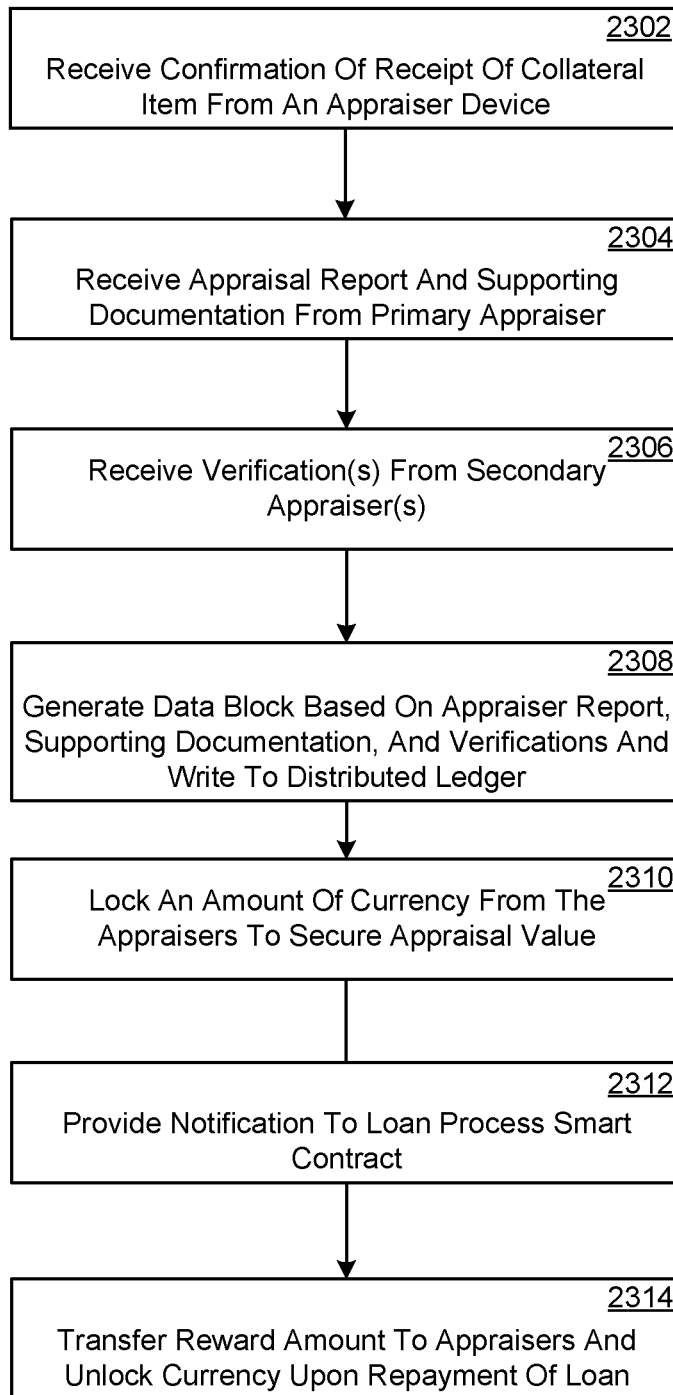 2302
Receive Confirmation Of Receipt Of Collateral
Item From An Appraiser Device
2304
Receive Appraisal Report And Supporting
Documentation From Primary Appraiser
2306
Receive Verification(s) From Secondary
Appraiser(s)
2308
Generate Data Block Based On Appraiser Report,
Supporting Documentation, And Verifications And
Write To Distributed Ledger
2310
Lock An Amount Of Currency From The
Appraisers To Secure Appraisal Value
2312
Provide Notification To Loan Process Smart
Contract
2314
Transfer Reward Amount To Appraisers And
Unlock Currency Upon Repayment Of Loan